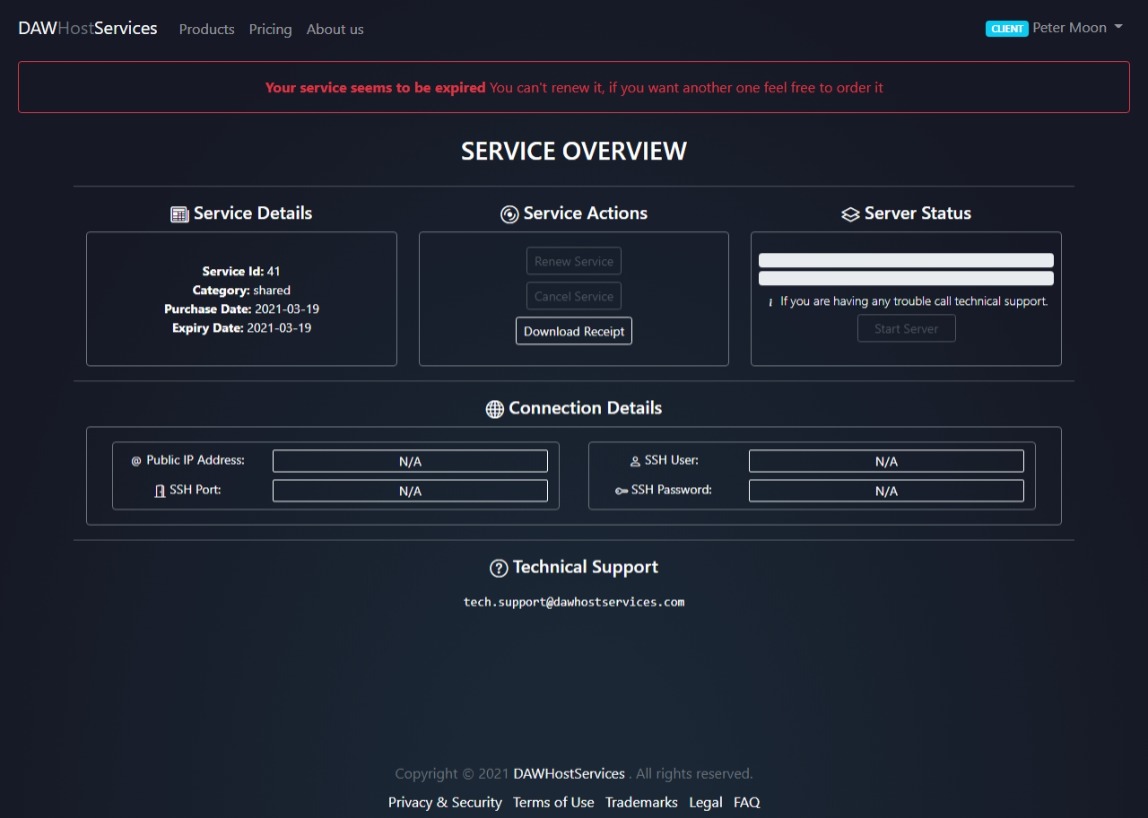 DAWHostServices Products Pricing About us CLIENT Peter Moon
Your service seems to be expired You can't renew it, if you want another one feel free to order it
SERVICE OVERVIEW
Service Details
Service Id: 41
Category: shared
Purchase Date: 2021-03-19
Expiry Date: 2021-03-19
Service Actions
Renew Service
Cancel Service
Download Receipt
Server Status
If you are having any trouble call technical support.
Start Server
Connection Details
@ Public IP Address: N/A
SSH Port: N/A
SSH User: N/A
SSH Password: N/A
Technical Support
tech.support@dawhostservices.com
Copyright © 2021 DAWHostServices . All rights reserved.
Privacy & Security Terms of Use Trademarks Legal FAQ